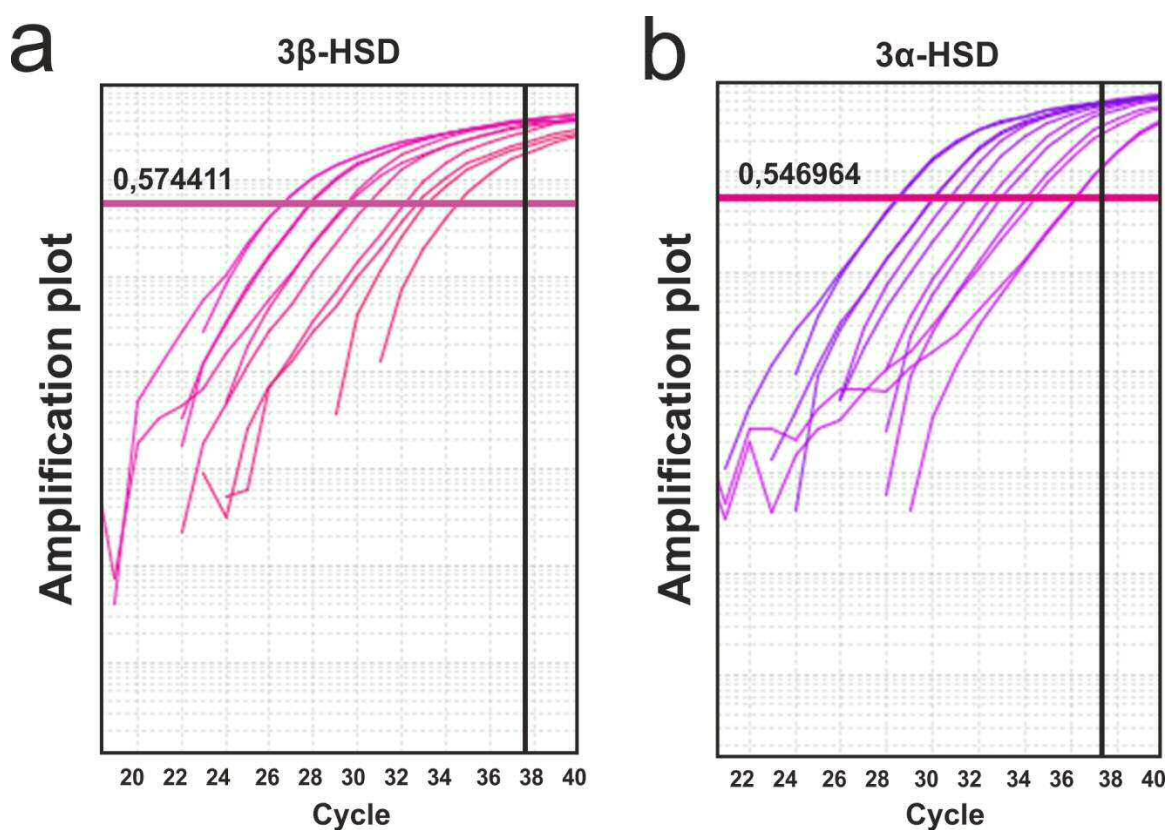 a
3β-HSD
0,574411
Amplification plot
20 22 24 26 28 30 32 34 36 38 40
Cycle
b
3α-HSD
0,546964
Amplification plot
22 24 26 28 30 32 34 36 38 40
Cycle